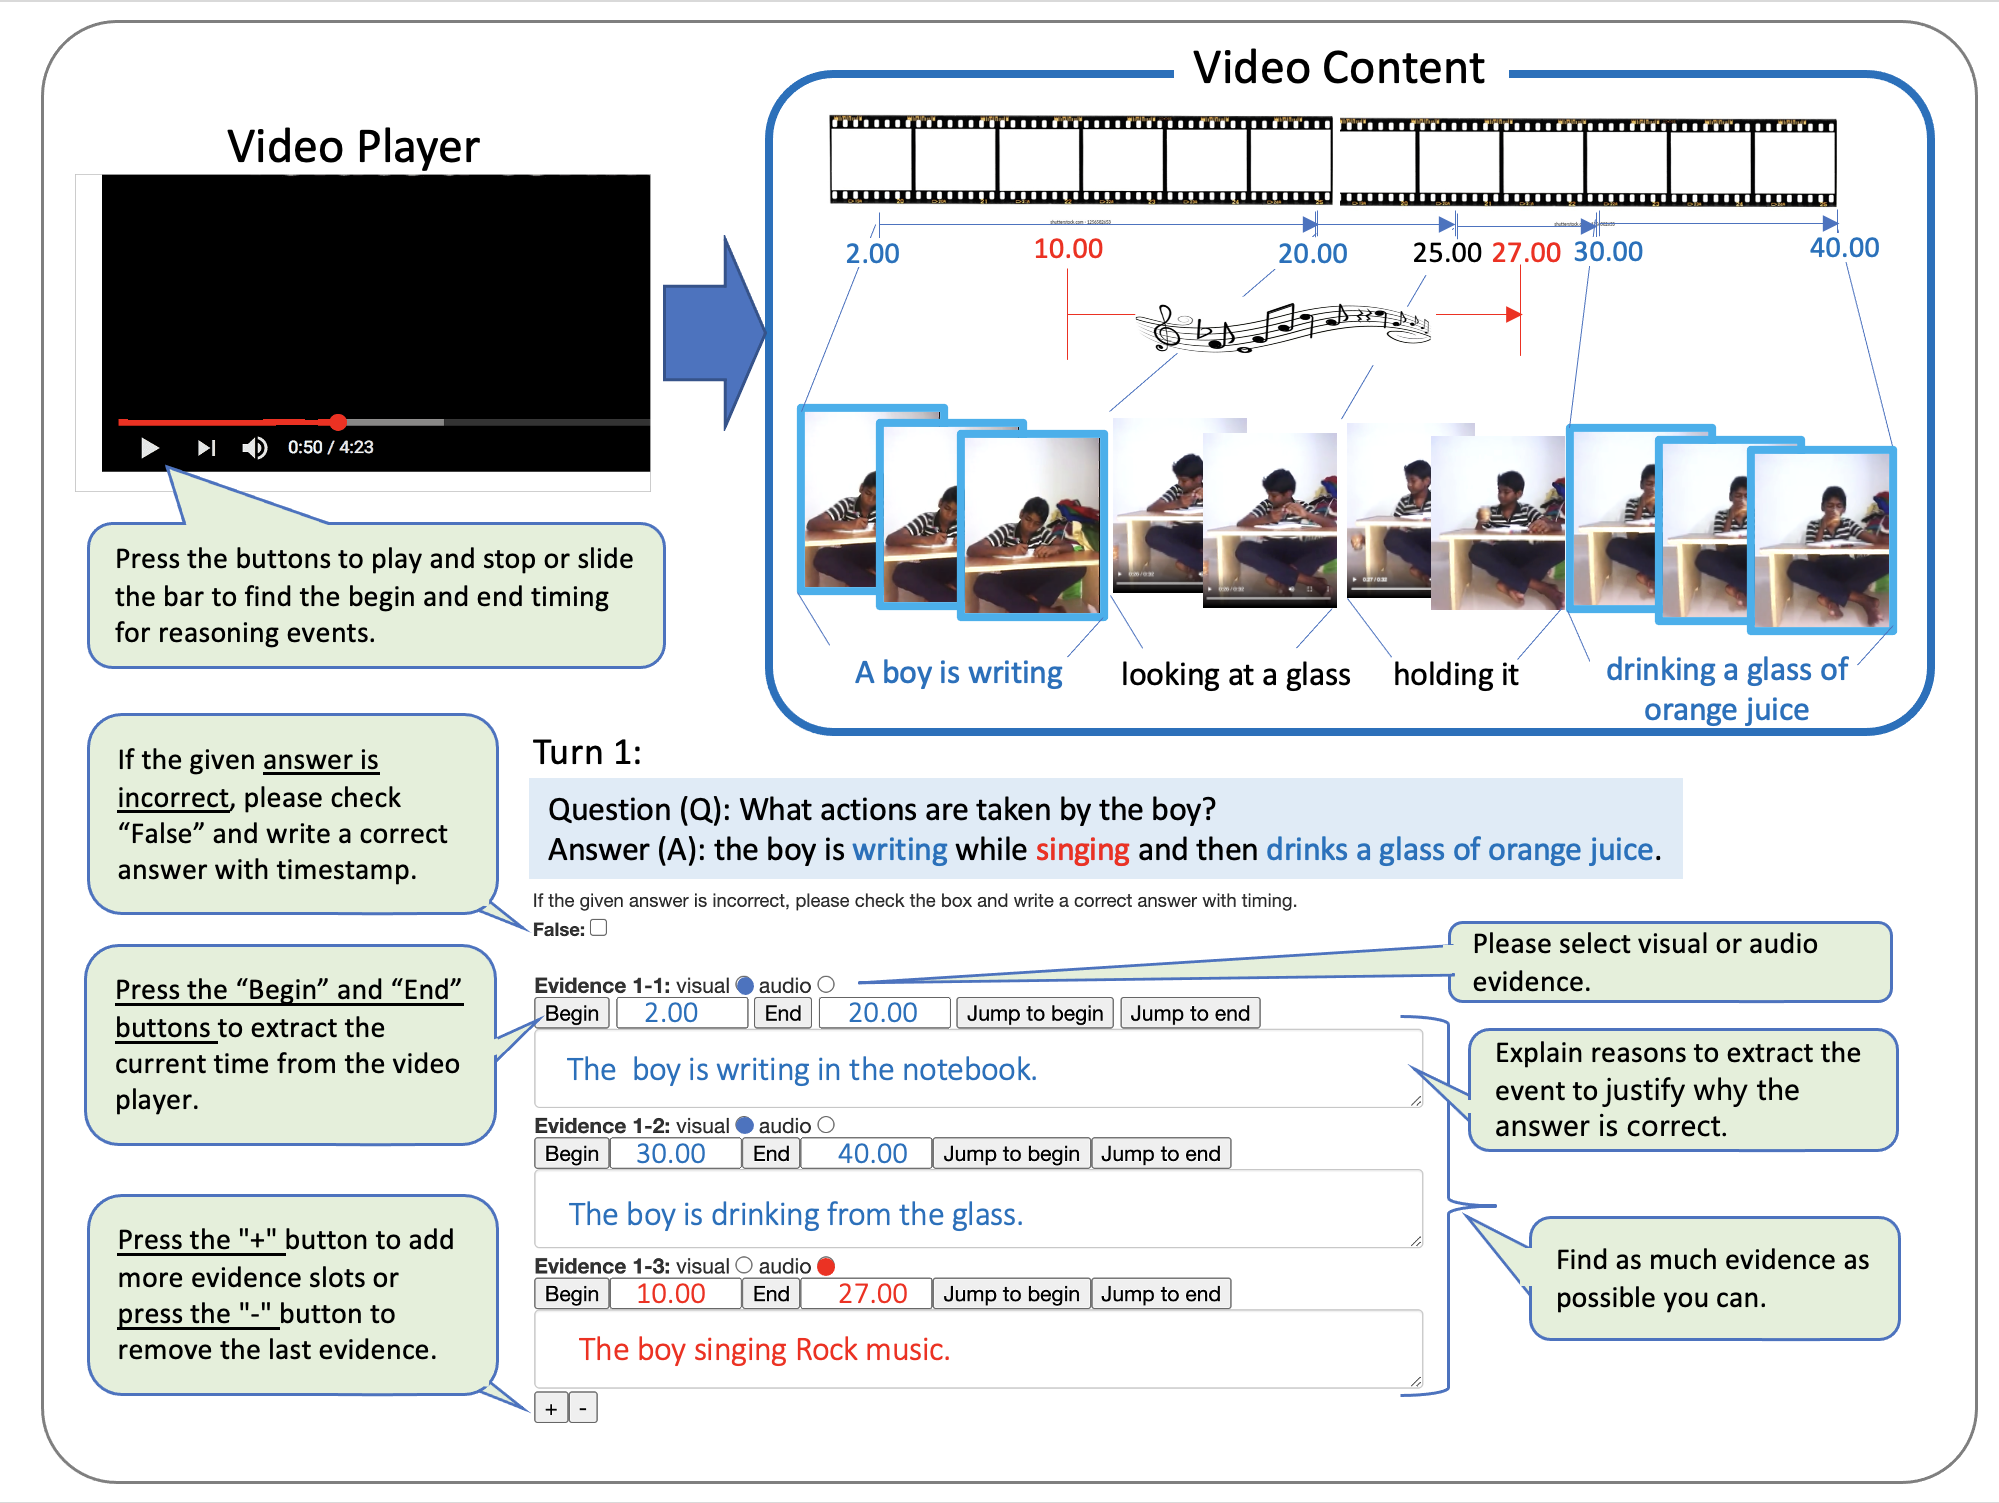 Video Content
Video Player
0:50 / 4:23
Press the buttons to play and stop or slide
the bar to find the begin and end timing
for reasoning events.
2.00
10.00
20.00
25.00
27.00
30.00
40.00
A boy is writing
looking at a glass
holding it
drinking a glass of
orange juice
If the given answer is
incorrect, please check
“False” and write a correct
answer with timestamp.
Turn 1:
Question (Q): What actions are taken by the boy?
Answer (A): the boy is writing while singing and then drinks a glass of orange juice.
If the given answer is incorrect, please check the box and write a correct answer with timing.
False:
Press the “Begin” and “End”
buttons to extract the
current time from the video
player.
Please select visual or audio
evidence.
Evidence 1-1: visual audio
Begin 2.00 End 20.00 Jump to begin Jump to end
The boy is writing in the notebook.
Explain reasons to extract the
event to justify why the
answer is correct.
Evidence 1-2: visual audio
Begin 30.00 End 40.00 Jump to begin Jump to end
The boy is drinking from the glass.
Press the "+" button to add
more evidence slots or
press the "-" button to
remove the last evidence.
Evidence 1-3: visual audio
Begin 10.00 End 27.00 Jump to begin Jump to end
The boy singing Rock music.
Find as much evidence as
possible you can.
+ -